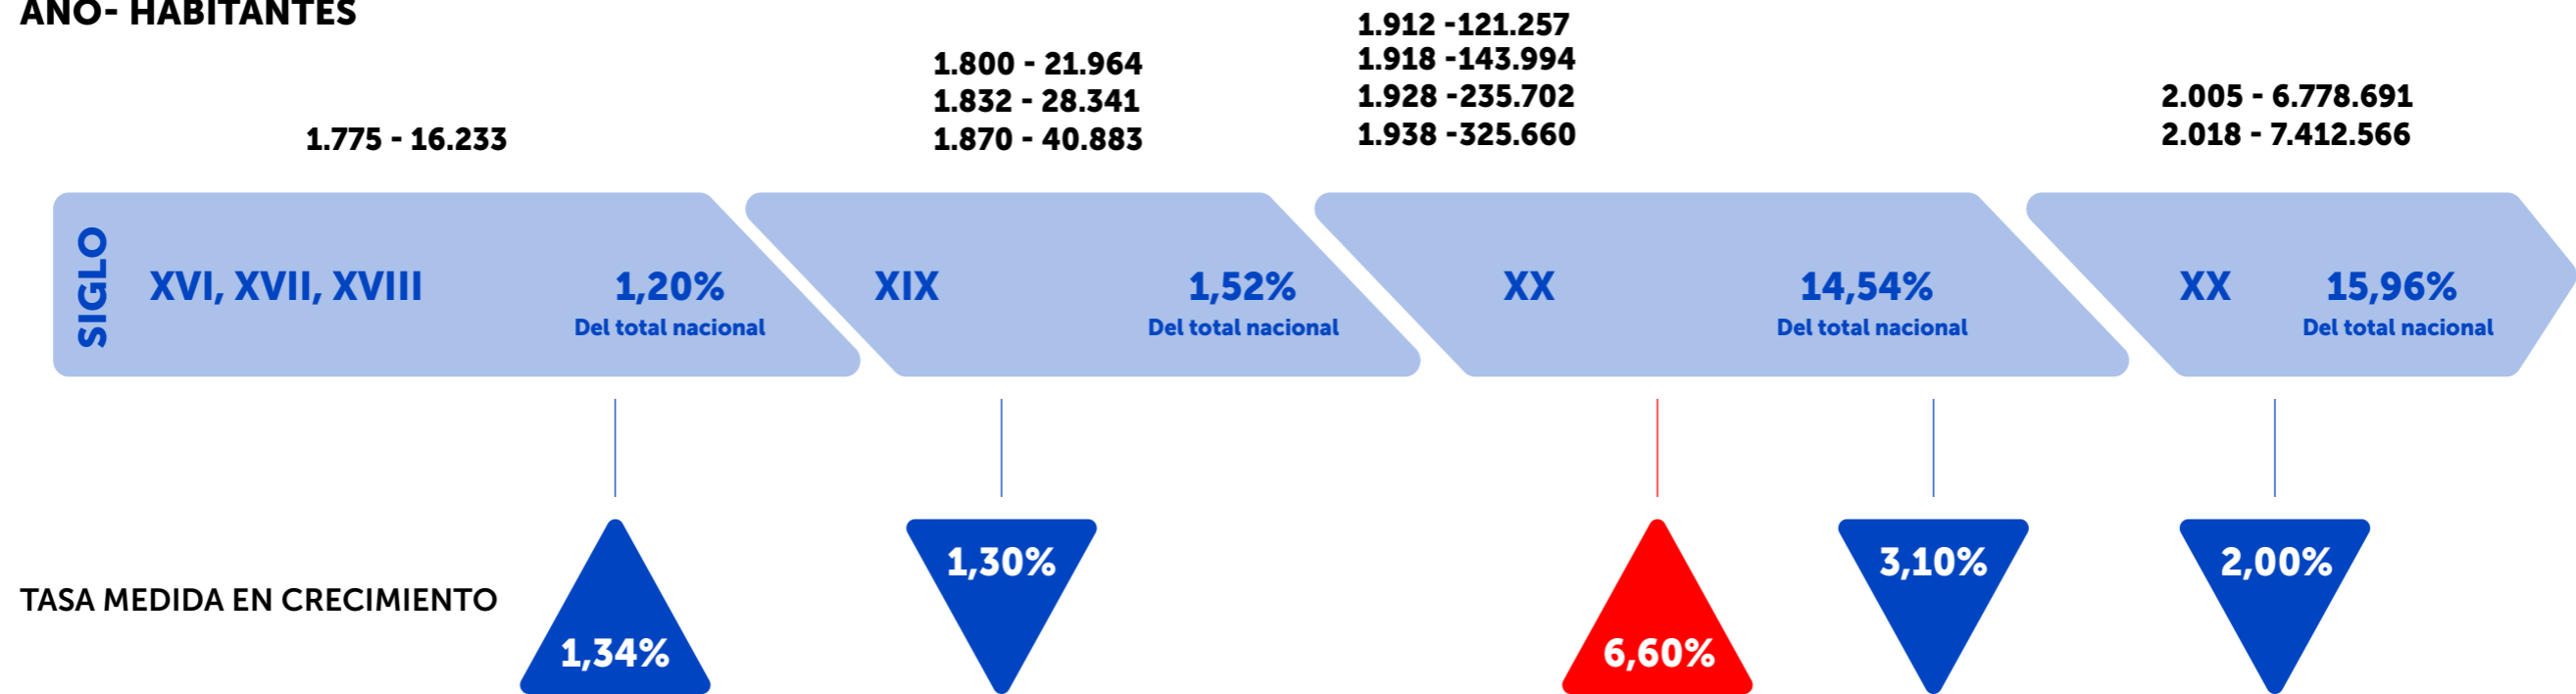 AÑO- HABITANTES
1.775 - 16.233
1.800 - 21.964
1.832 - 28.341
1.870 - 40.883
1.912 -121.257
1.918 -143.994
1.928 -235.702
1.938 -325.660
2.005 - 6.778.691
2.018 - 7.412.566
SIGLO
XVI, XVII, XVIII
1,20%
Del total nacional
XIX
1,52%
Del total nacional
XX
14,54%
Del total nacional
XX
15,96%
Del total nacional
TASA MEDIDA EN CRECIMIENTO
1,34%
1,30%
6,60%
3,10%
2,00%